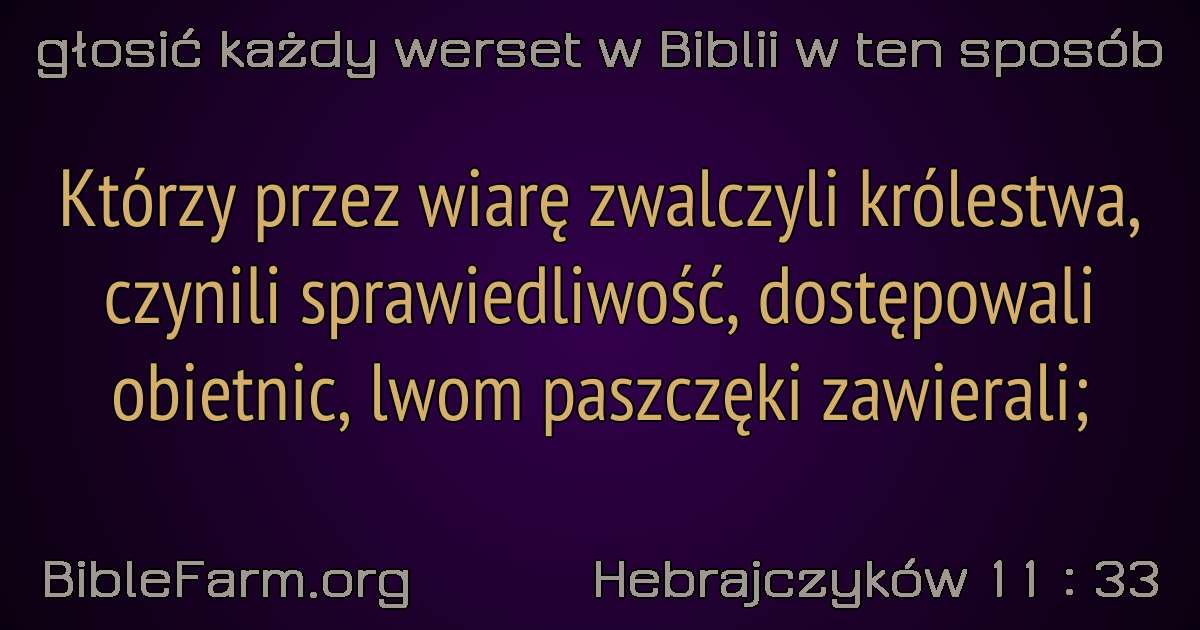 głosić każdy werset w Biblii w ten sposób
Którzy przez wiarę zwalczyli królestwa,
czynili sprawiedliwość, dostępowali
obietnic, lwom paszczęki zawierali;
BibleFarm.org
Hebrajczyków 11 : 33